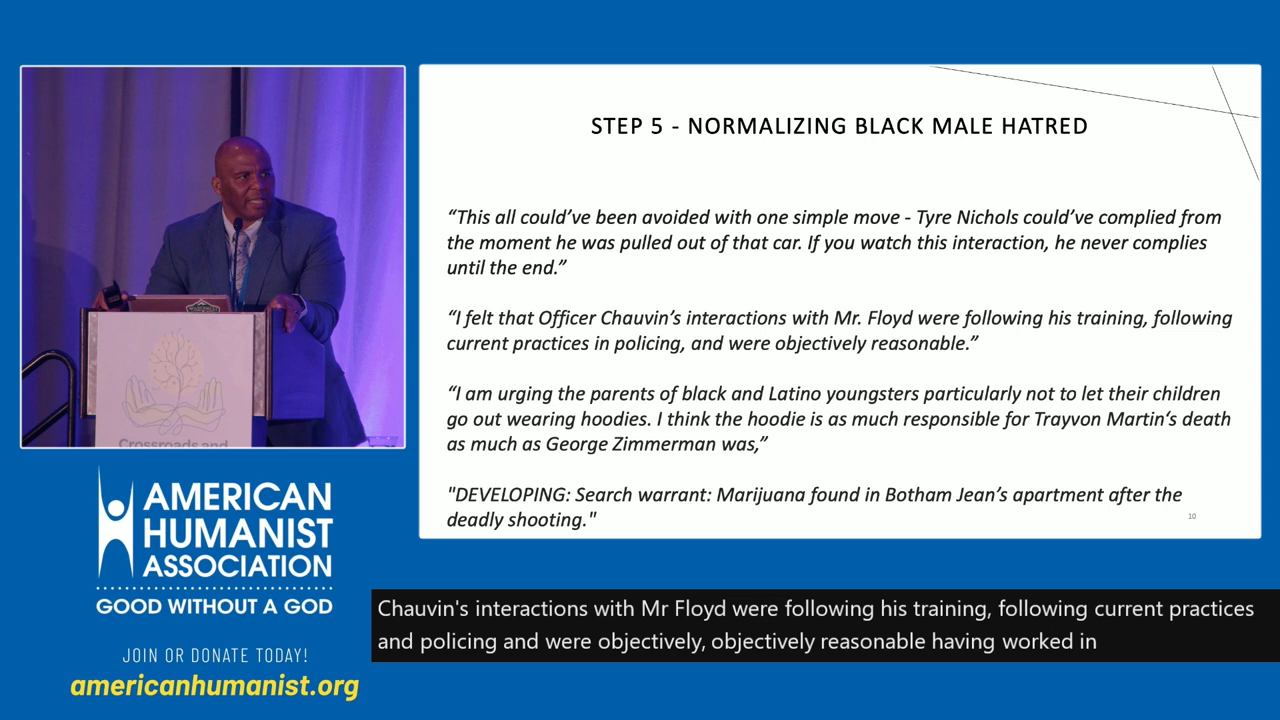 STEP 5 - NORMALIZING BLACK MALE HATRED
“This all could’ve been avoided with one simple move - Tyre Nichols could’ve complied from
the moment he was pulled out of that car. If you watch this interaction, he never complies
until the end.”
“I felt that Officer Chauvin’s interactions with Mr. Floyd were following his training, following
current practices in policing, and were objectively reasonable.”
“I am urging the parents of black and Latino youngsters particularly not to let their children
go out wearing hoodies. I think the hoodie is as much responsible for Trayvon Martin‘s death
as much as George Zimmerman was,”
"DEVELOPING: Search warrant: Marijuana found in Botham Jean’s apartment after the
deadly shooting."
10
Crossroads and
AMERICAN
HUMANIST
ASSOCIATION
GOOD WITHOUT A GOD
JOIN OR DONATE TODAY!
americanhumanist.org
Chauvin's interactions with Mr Floyd were following his training, following current practices
and policing and were objectively, objectively reasonable having worked in